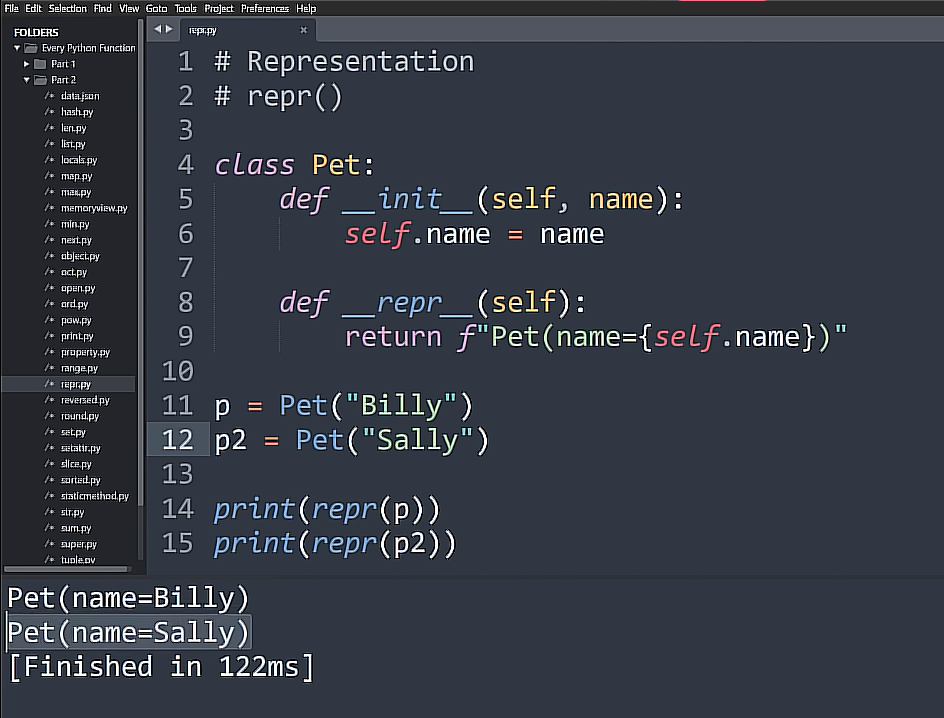 File Edit Selection Find View Goto Tools Project Preferences Help
FOLDERS
Every Python Function
Part 1
Part 2
/* data.json
/* hash.py
/* len.py
/* list.py
/* locals.py
/* map.py
/* max.py
/* memoryview.py
/* min.py
/* next.py
/* object.py
/* oct.py
/* open.py
/* ord.py
/* pow.py
/* print.py
/* property.py
/* range.py
/* repr.py
/* reversed.py
/* round.py
/* set.py
/* setattr.py
/* slice.py
/* sorted.py
/* staticmethod.py
/* str.py
/* sum.py
/* super.py
/* tuple.py
repr.py ×
1 # Representation
2 # repr()
3
4 class Pet:
5     def __init__(self, name):
6         self.name = name
7
8     def __repr__(self):
9         return f"Pet(name={self.name})"
10
11 p = Pet("Billy")
12 p2 = Pet("Sally")
13
14 print(repr(p))
15 print(repr(p2))
Pet(name=Billy)
Pet(name=Sally)
[Finished in 122ms]